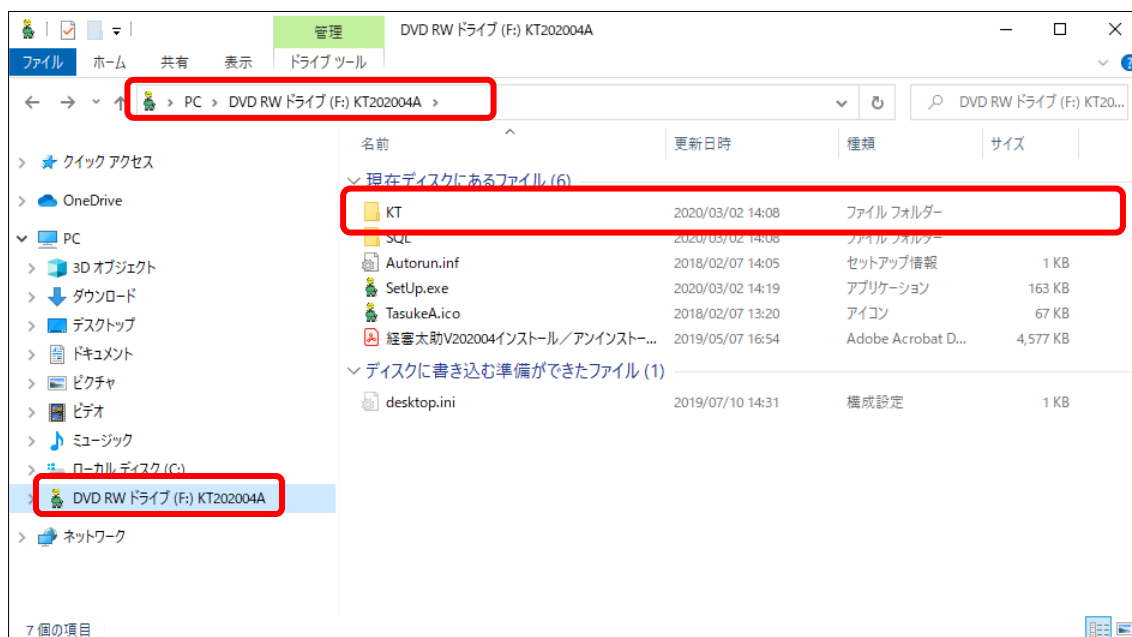 管理 DVD RW ドライブ (F:) KT202004A
ファイル ホーム 共有 表示 ドライブ ツール
PC › DVD RW ドライブ (F:) KT202004A ›
DVD RW ドライブ (F:) KT20...
名前 更新日時 種類 サイズ
クイック アクセス
OneDrive
PC
3D オブジェクト
ダウンロード
デスクトップ
ドキュメント
ピクチャ
ビデオ
ミュージック
ローカル ディスク (C:)
DVD RW ドライブ (F:) KT202004A
ネットワーク
現在ディスクにあるファイル (6)
KT 2020/03/02 14:08 ファイル フォルダー
SQL 2020/03/02 14:08 ファイル フォルダー
Autorun.inf 2018/02/07 14:05 セットアップ情報 1 KB
SetUp.exe 2020/03/02 14:19 アプリケーション 163 KB
TasukeA.ico 2018/02/07 13:20 アイコン 67 KB
経審太助V202004インストール／アンインストー... 2019/05/07 16:54 Adobe Acrobat D... 4,577 KB
ディスクに書き込む準備ができたファイル (1)
desktop.ini 2019/07/10 14:31 構成設定 1 KB
7 個の項目